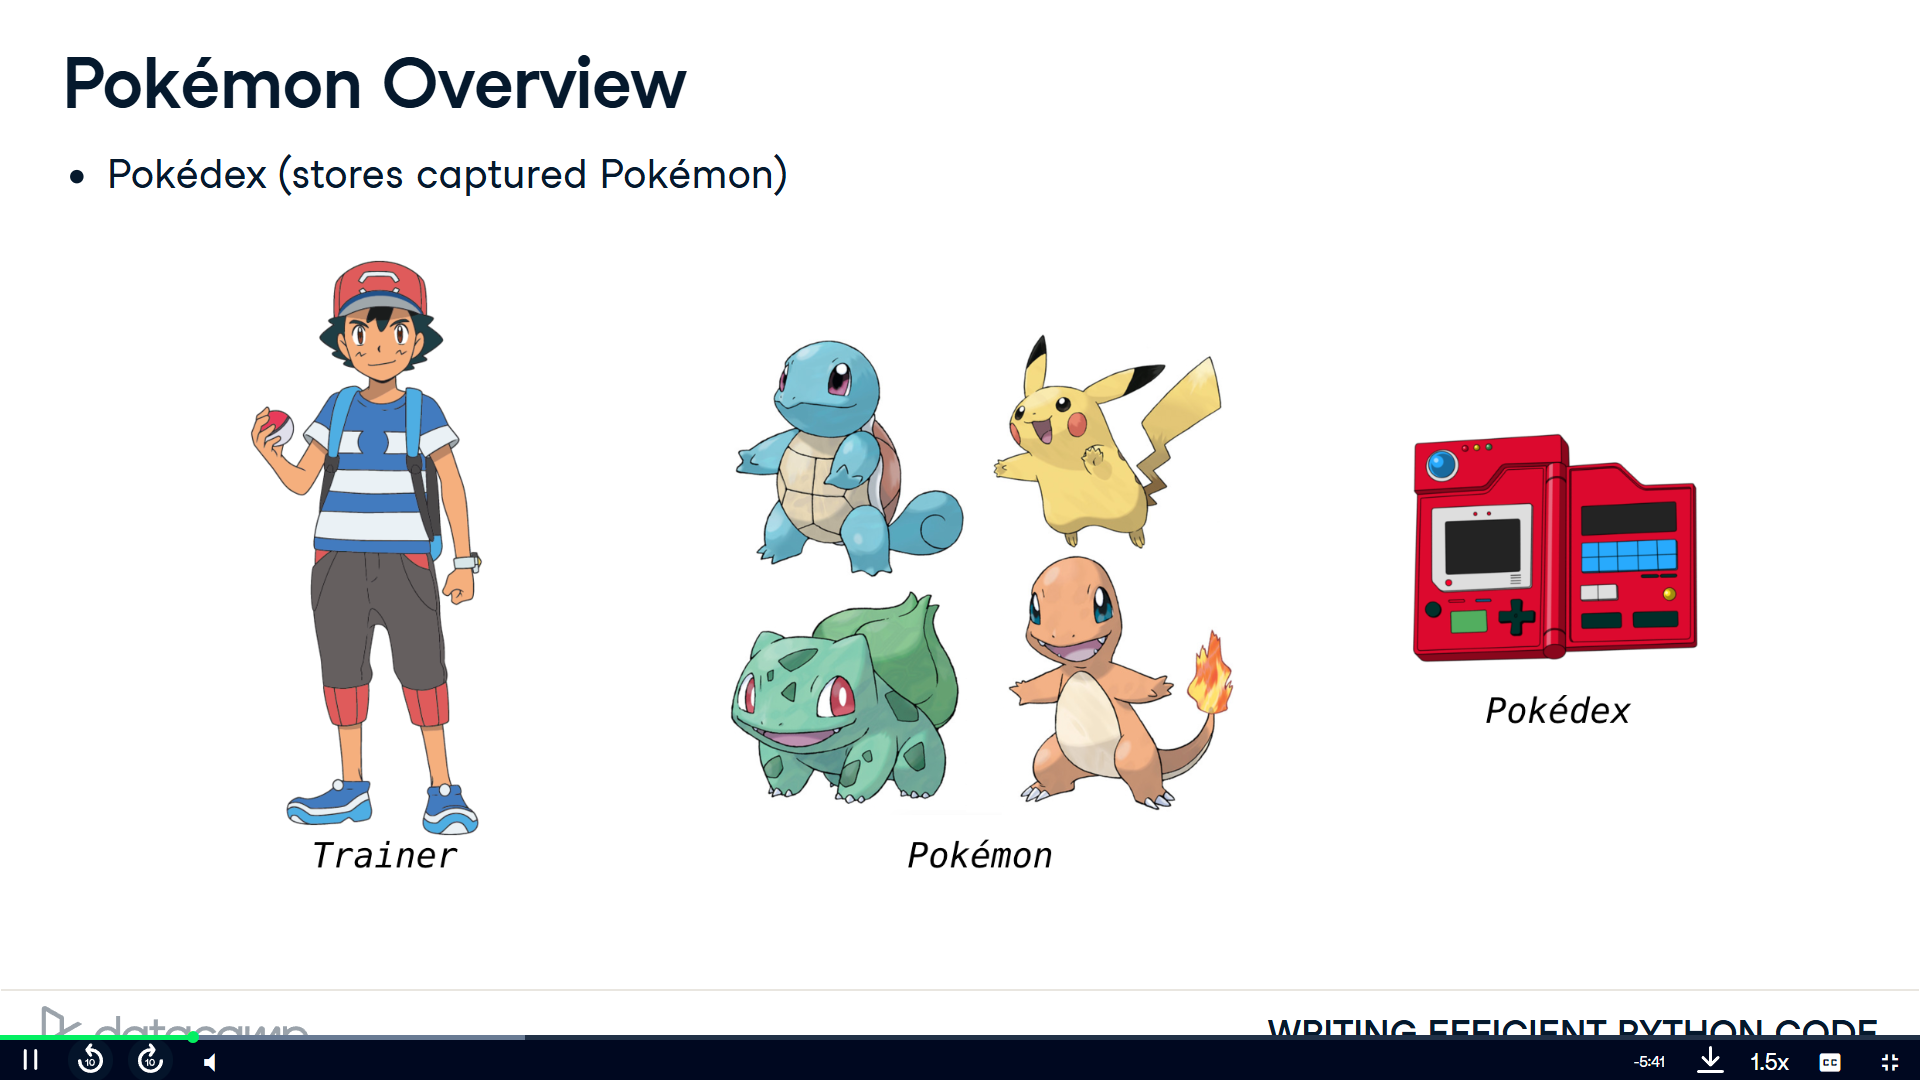 Pokémon Overview
• Pokédex (stores captured Pokémon)
Pokédex
Trainer
Pokémon
datacamp
WRITING EFFICIENT PYTHON CODE
10
10
-5:41
1.5x
CC